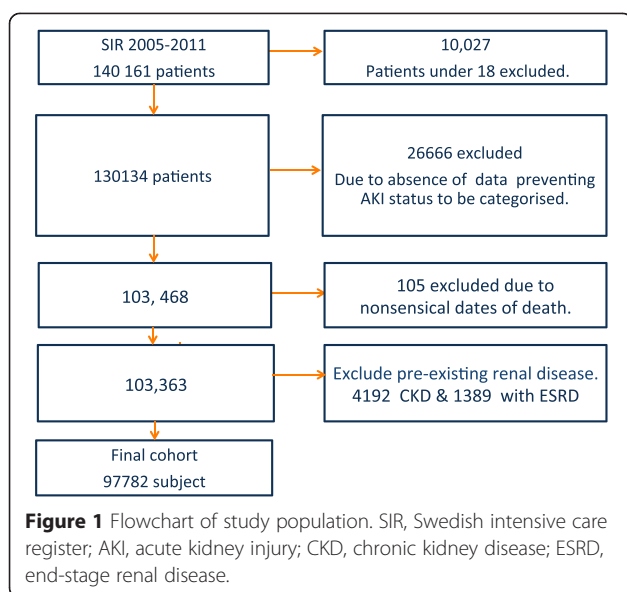 SIR 2005-2011
140 161 patients
10,027
Patients under 18 excluded.
130134 patients
26666 excluded
Due to absence of data preventing
AKI status to be categorised.
103, 468
105 excluded due to
nonsensical dates of death.
103,363
Exclude pre-existing renal disease.
4192 CKD & 1389 with ESRD
Final cohort
97782 subject
Figure 1 Flowchart of study population. SIR, Swedish intensive care
register; AKI, acute kidney injury; CKD, chronic kidney disease; ESRD,
end-stage renal disease.